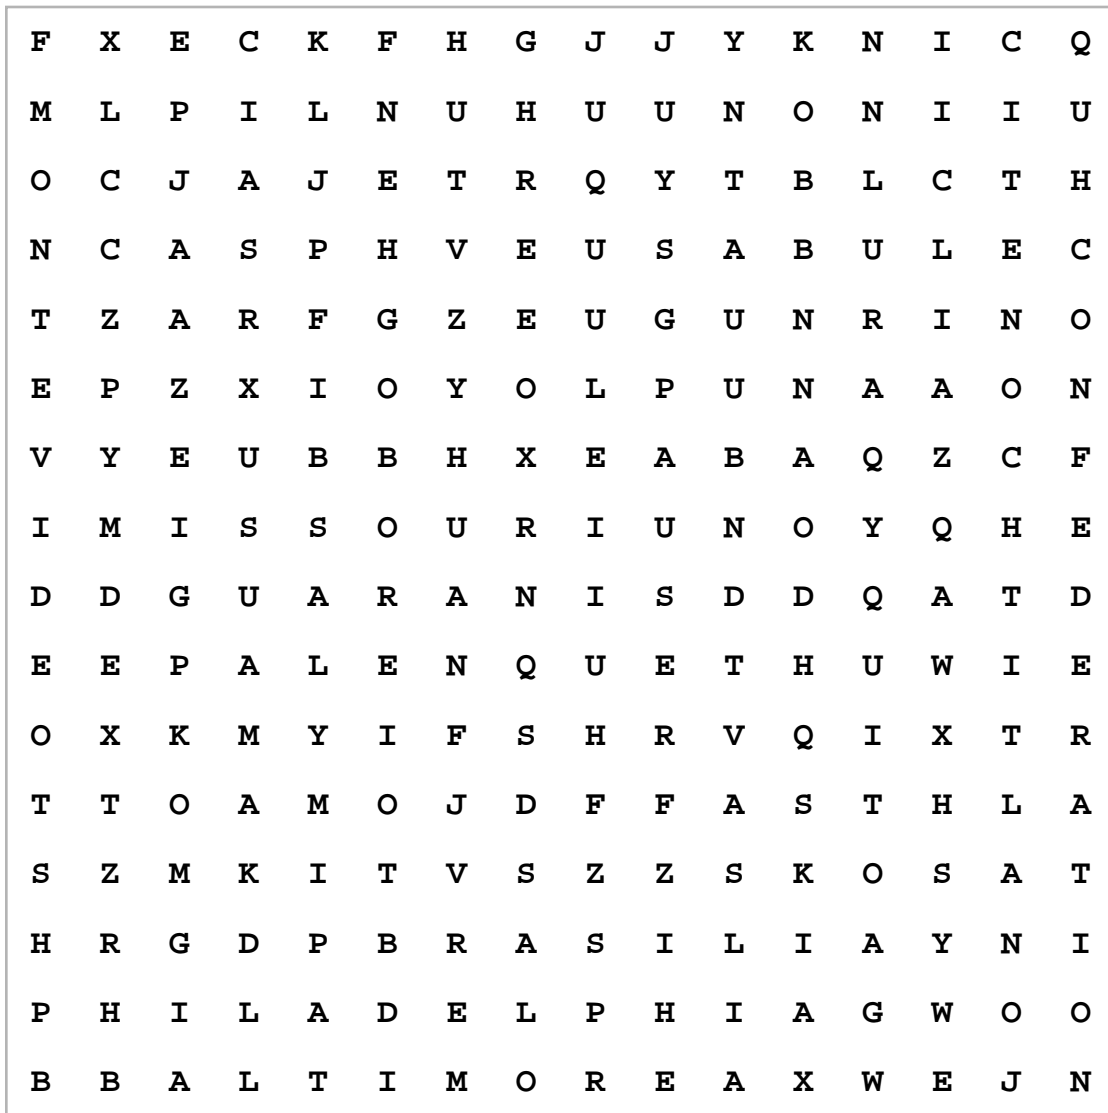 F X E C K F H G J J Y K N I C Q
M L P I L N U H U U N O N I I U
O C J A J E T R Q Y T B L C T H
N C A S P H V E U S A B U L E C
T Z A R F G Z E U G U N R I N O
E P Z X I O Y O L P U N A A O N
V Y E U B B H X E A B A Q Z C F
I M I S S O U R I U N O Y Q H E
D D G U A R A N I S D D Q A T D
E E P A L E N Q U E T H U W I E
O X K M Y I F S H R V Q I X T R
T T O A M O J D F F A S T H L A
S Z M K I T V S Z Z S K O S A T
H R G D P B R A S I L I A Y N I
P H I L A D E L P H I A G W O O
B B A L T I M O R E A X W E J N